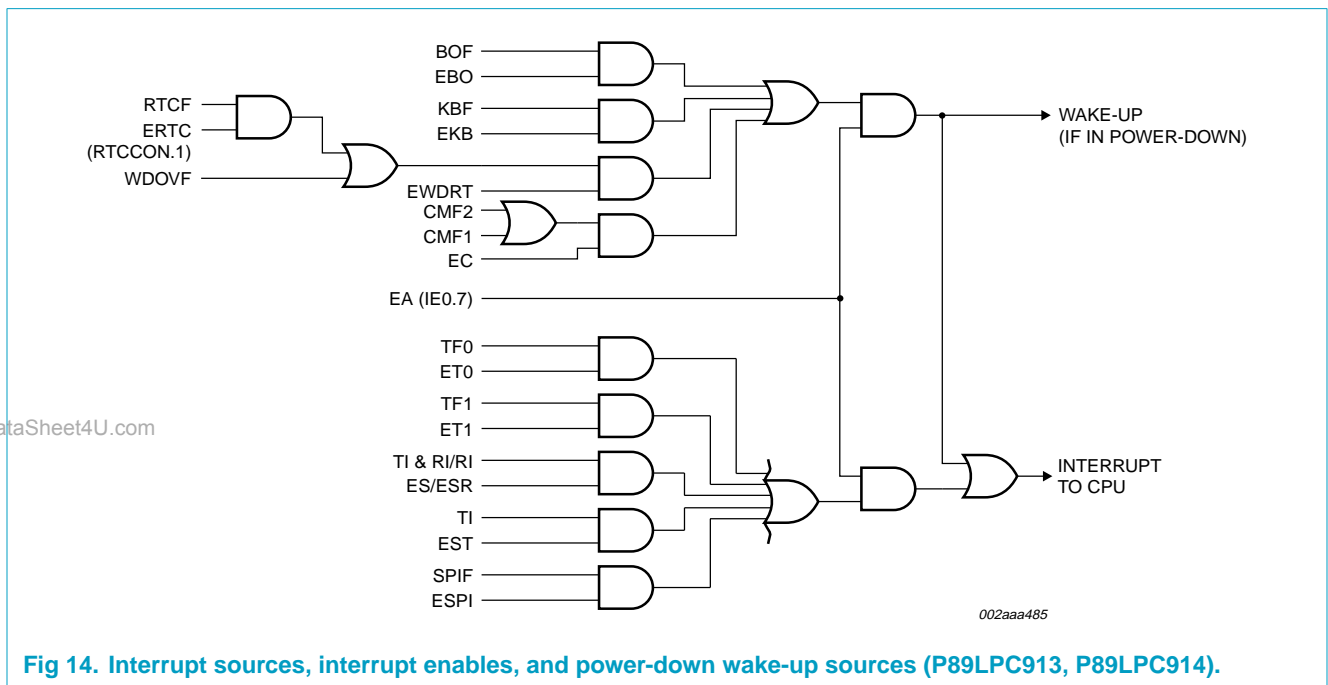 BOF
EBO
RTCF
KBF
WAKE-UP
ERTC
EKB
(IF IN POWER-DOWN)
(RTCCON.1)
WDOVF
EWDRT
CMF2
CMF1
EC
EA (IE0.7)
TF0
ET0
TF1
ataSheet4U.com
ET1
TI & RI/RI
INTERRUPT
ES/ESR
TO CPU
TI
EST
SPIF
ESPI
002aaa485
Fig 14. Interrupt sources, interrupt enables, and power-down wake-up sources (P89LPC913, P89LPC914).